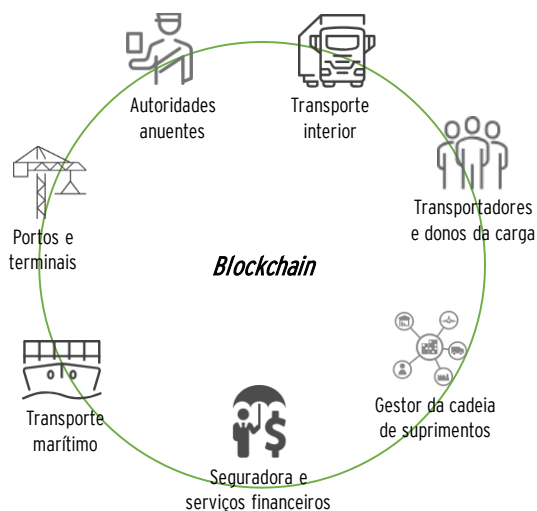 Autoridades
anuentes
Transporte
interior
Transportadores
e donos da carga
Portos e
terminais
Blockchain
Gestor da cadeia
de suprimentos
Transporte
marítimo
Seguradora e
serviços financeiros